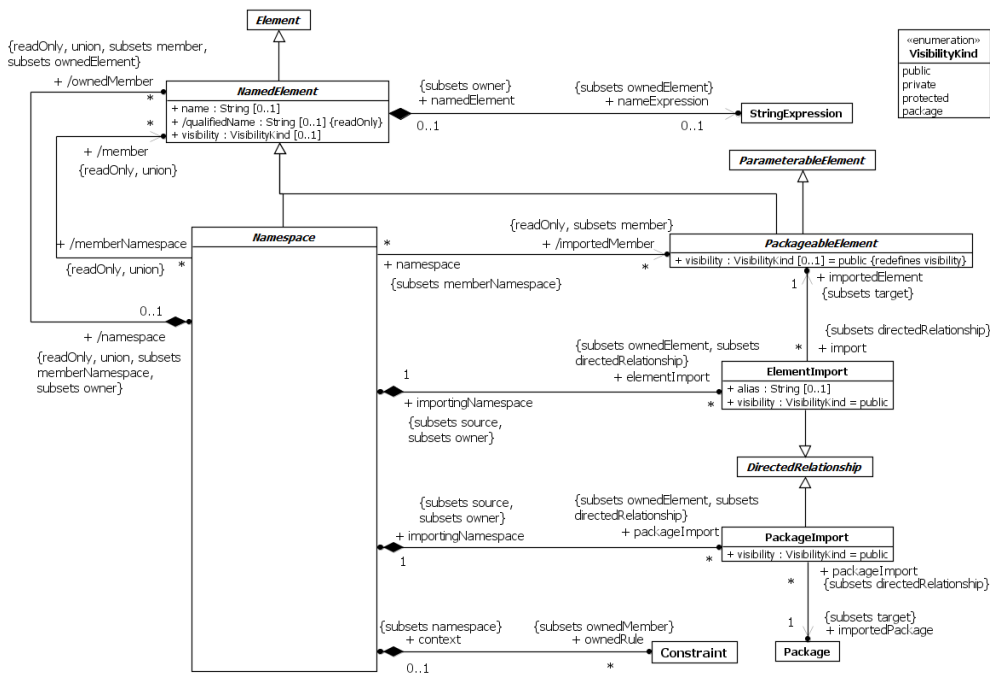 Element
{readOnly, union, subsets member,
subsets ownedElement}
+ /ownedMember
*
«enumeration»
VisibilityKind
public
private
protected
package
NamedElement
+ name : String [0..1]
+ /qualifiedName : String [0..1] {readOnly}
+ visibility : VisibilityKind [0..1]
{subsets owner}
+ namedElement
0..1
{subsets ownedElement}
+ nameExpression
0..1
StringExpression
*
+ /member
{readOnly, union}
ParameterableElement
Namespace
+ /memberNamespace
{readOnly, union}
*
*
+ namespace
{subsets memberNamespace}
{readOnly, subsets member}
+ /importedMember
*
PackageableElement
+ visibility : VisibilityKind [0..1] = public {redefines visibility}
+ importedElement
1
{subsets target}
0..1
+ /namespace
{readOnly, union, subsets
memberNamespace,
subsets owner}
{subsets directedRelationship}
*
+ import
1
+ importingNamespace
{subsets source,
subsets owner}
{subsets ownedElement, subsets
directedRelationship}
+ elementImport
*
ElementImport
+ alias : String [0..1]
+ visibility : VisibilityKind = public
DirectedRelationship
{subsets source,
subsets owner}
+ importingNamespace
1
{subsets ownedElement, subsets
directedRelationship}
+ packageImport
*
PackageImport
+ visibility : VisibilityKind = public
+ packageImport
*
{subsets directedRelationship}
{subsets target}
1
+ importedPackage
Package
{subsets namespace}
+ context
0..1
{subsets ownedMember}
+ ownedRule
*
Constraint